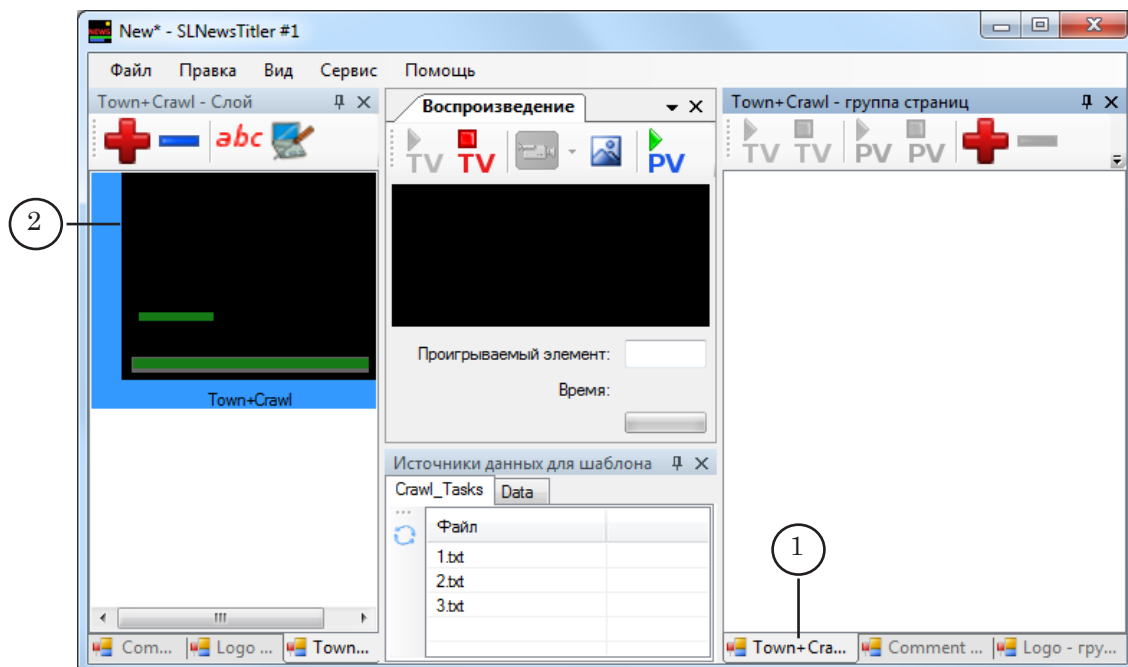 NEWS
New* - SLNewsTitler #1
Файл Правка Вид Сервис Помощь
Town+Crawl - Слой
abc
Town+Crawl
Com... Logo ... Town...
Воспроизведение
TV TV PV
Проигрываемый элемент:
Время:
Источники данных для шаблона
Crawl_Tasks Data
Файл
1.txt
2.txt
3.txt
Town+Crawl - группа страниц
TV TV PV PV
Town+Cra... Comment ... Logo - гру...
1
2